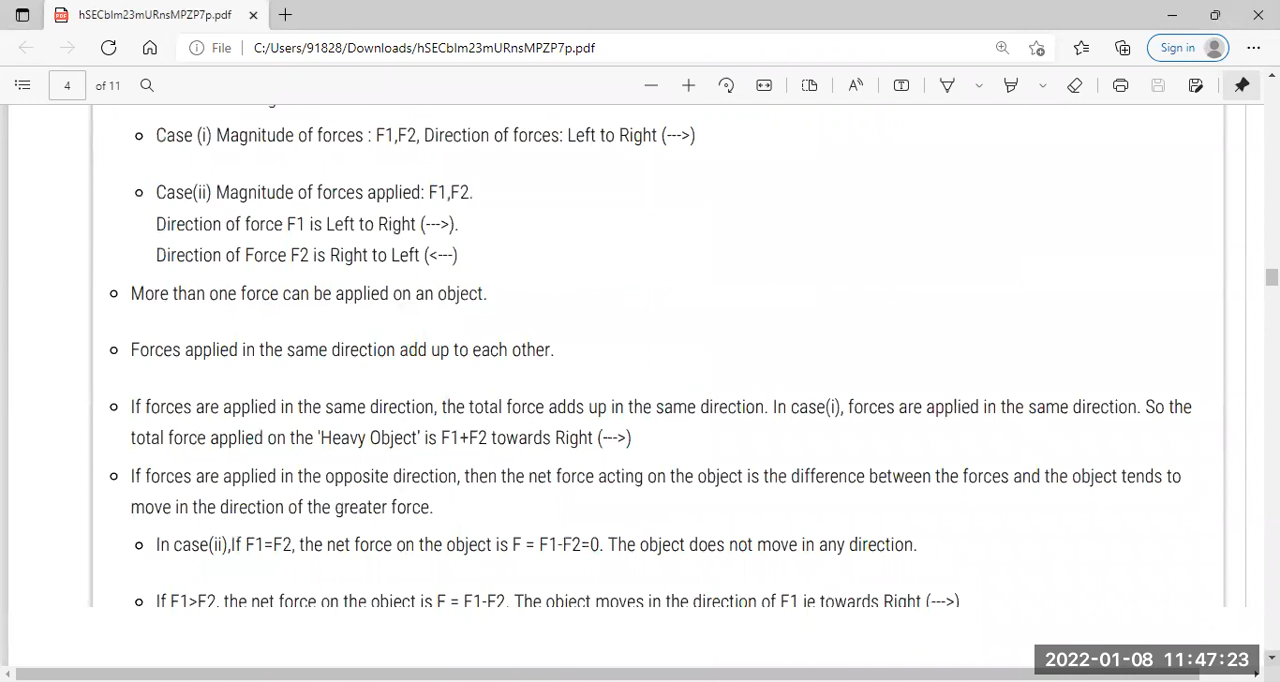 hSECbIm23mURnsMPZP7p.pdf
File C:/Users/91828/Downloads/hSECbIm23mURnsMPZP7p.pdf
Sign in
4 of 11
Case (i) Magnitude of forces : F1,F2, Direction of forces: Left to Right (--->)
Case(ii) Magnitude of forces applied: F1,F2.
Direction of force F1 is Left to Right (--->).
Direction of Force F2 is Right to Left (<---)
More than one force can be applied on an object.
Forces applied in the same direction add up to each other.
If forces are applied in the same direction, the total force adds up in the same direction. In case(i), forces are applied in the same direction. So the
total force applied on the 'Heavy Object' is F1+F2 towards Right (--->)
If forces are applied in the opposite direction, then the net force acting on the object is the difference between the forces and the object tends to
move in the direction of the greater force.
In case(ii),If F1=F2, the net force on the object is F = F1-F2=0. The object does not move in any direction.
If F1>F2, the net force on the object is F = F1-F2. The object moves in the direction of F1 ie towards Right (--->)
2022-01-08 11:47:23